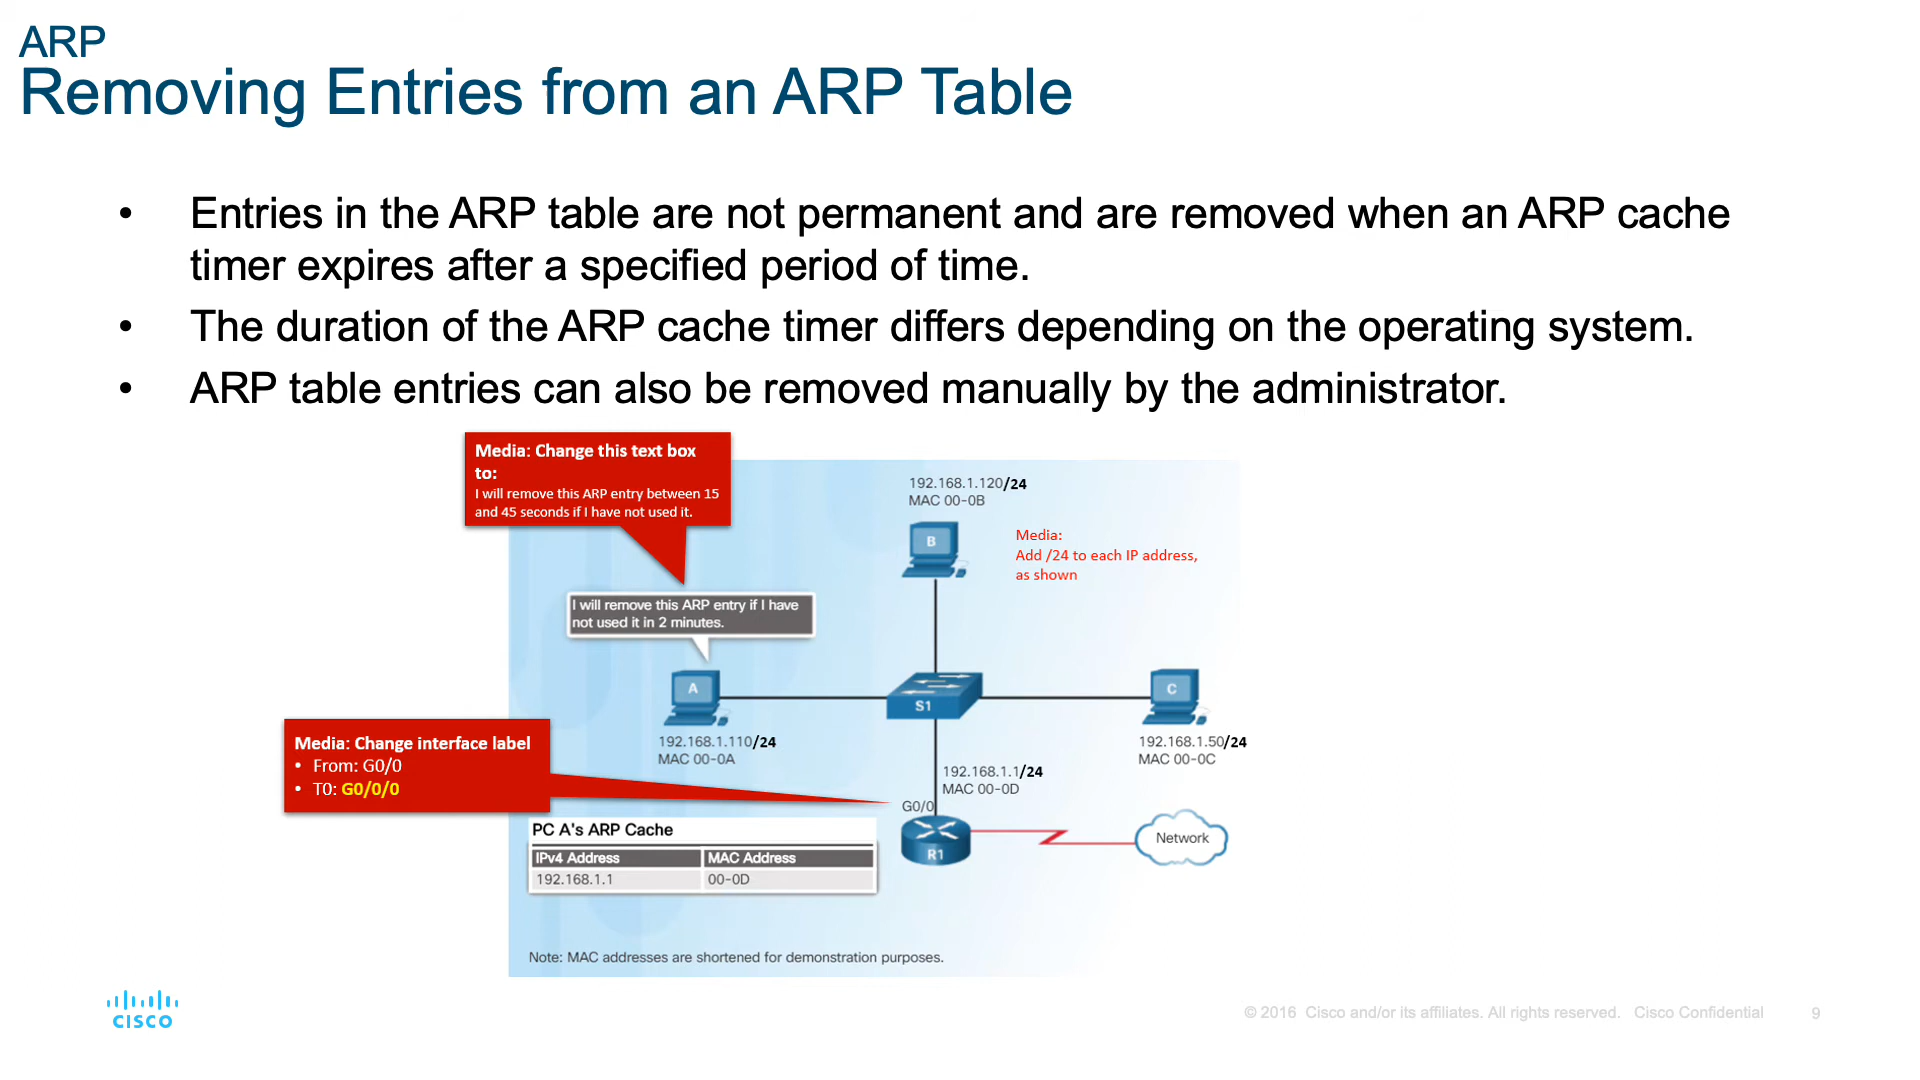 ARP
Removing Entries from an ARP Table
• Entries in the ARP table are not permanent and are removed when an ARP cache
timer expires after a specified period of time.
• The duration of the ARP cache timer differs depending on the operating system.
• ARP table entries can also be removed manually by the administrator.
Media: Change this text box
to:
I will remove this ARP entry between 15
and 45 seconds if I have not used it.
192.168.1.120/24
MAC 00-0B
B
Media:
Add /24 to each IP address,
as shown
I will remove this ARP entry if I have
not used it in 2 minutes.
A
S1
C
192.168.1.110/24
MAC 00-0A
192.168.1.50/24
MAC 00-0C
Media: Change interface label
• From: G0/0
• T0: G0/0/0
192.168.1.1/24
MAC 00-0D
G0/0
R1
Network
PC A's ARP Cache
IPv4 Address MAC Address
192.168.1.1 00-0D
Note: MAC addresses are shortened for demonstration purposes.
CISCO
© 2016 Cisco and/or its affiliates. All rights reserved. Cisco Confidential 9